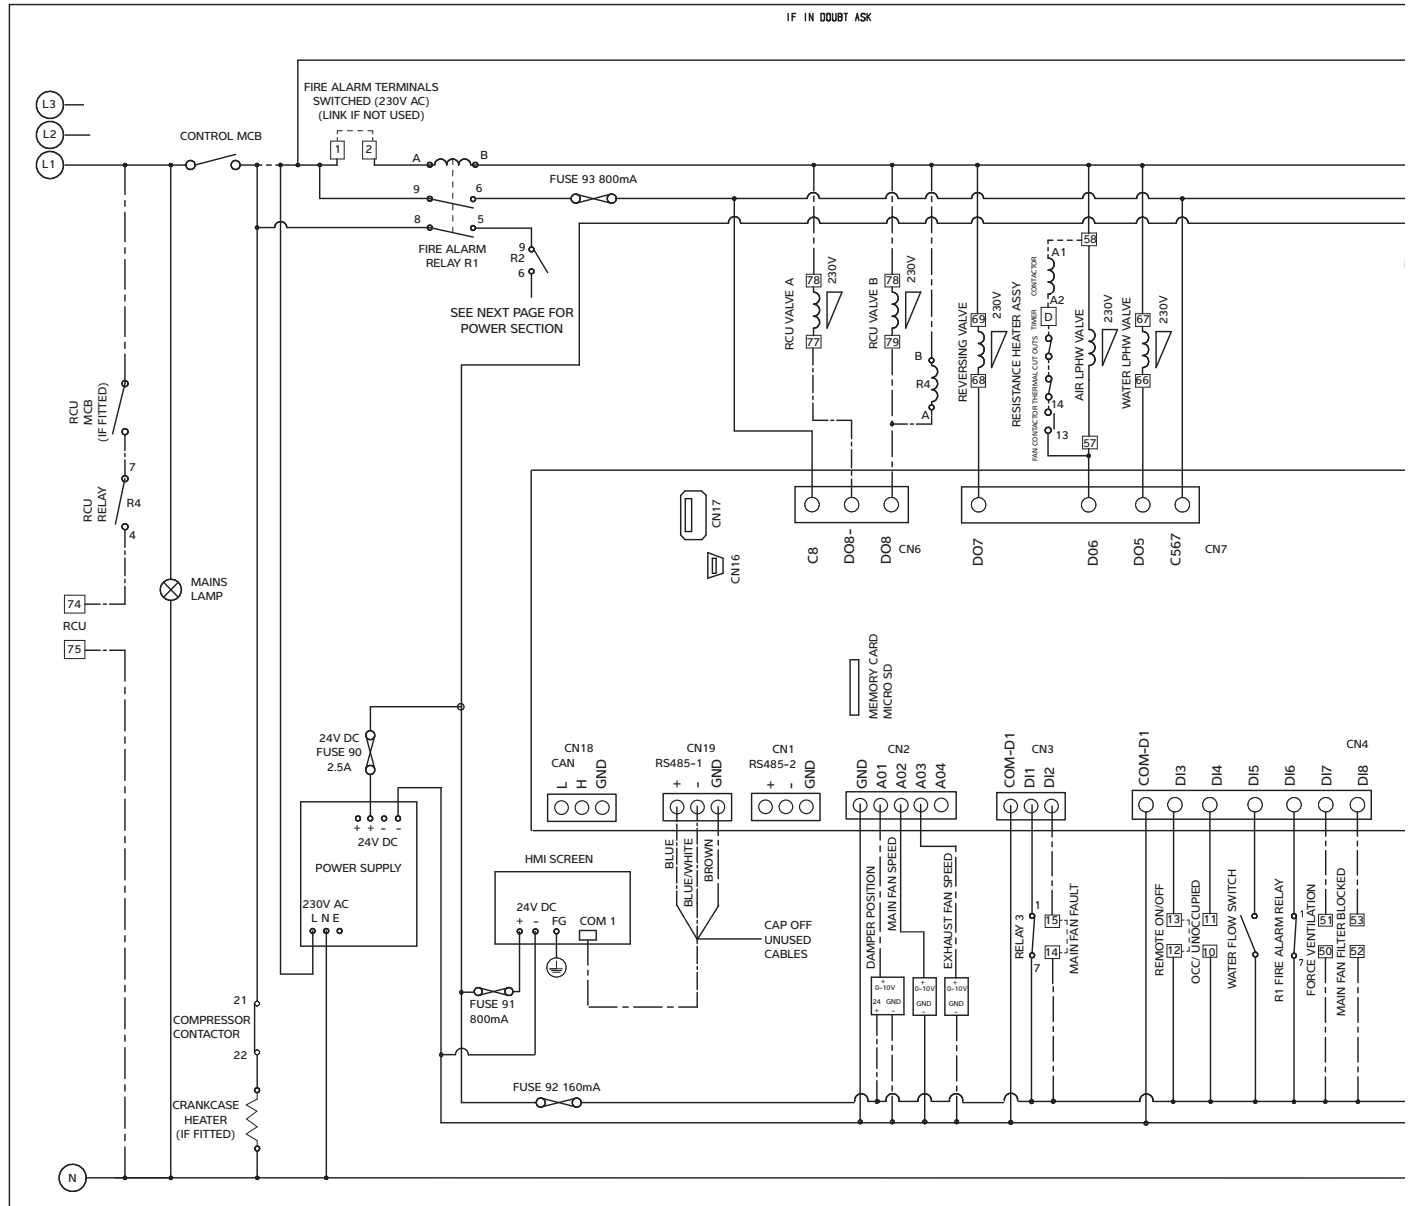 IF IN DOUBT ASK
L3
L2
L1
CONTROL MCB
FIRE ALARM TERMINALS
SWITCHED (230V AC)
(LINK IF NOT USED)
1
2
A
B
9
6
8
5
FIRE ALARM
RELAY R1
FUSE 93 800mA
9
R2
6
SEE NEXT PAGE FOR
POWER SECTION
RCU VALVE A
78
230V
77
RCU VALVE B
78
230V
79
B
R4
A
REVERSING VALVE
69
230V
68
RESISTANCE HEATER ASSY
FAN CONTACTOR THERMAL CUT OUTS TIMER CONTACTOR
A1
A2
D
14
13
58
AIR LPHW VALVE
230V
57
WATER LPHW VALVE
67
230V
66
RCU
MCB
(IF FITTED)
7
RCU
RELAY
R4
4
74
RCU
75
MAINS
LAMP
CN17
CN16
C8
DO8-
DO8
CN6
DO7
D06
DO5
C567
CN7
MEMORY CARD
MICRO SD
24V DC
FUSE 90
2.5A
+ + - -
24V DC
POWER SUPPLY
230V AC
L N E
CN18
CAN
L
H
GND
CN19
RS485-1
+
-
GND
CN1
RS485-2
+
-
GND
CN2
GND
A01
A02
A03
A04
CN3
COM-D1
DI1
DI2
CN4
COM-D1
DI3
DI4
DI5
DI6
DI7
DI8
BLUE
BLUE/WHITE
BROWN
HMI SCREEN
24V DC
+ - FG COM 1
CAP OFF
UNUSED
CABLES
FUSE 91
800mA
FUSE 92 160mA
DAMPER POSITION
MAIN FAN SPEED
EXHAUST FAN SPEED
+
0-10V
24 GND
+ -
+
0-10V
GND
-
+
0-10V
GND
-
RELAY 3
1
7
15
14
MAIN FAN FAULT
REMOTE ON/OFF
13
12
OCC/ UNOCCUPIED
11
10
WATER FLOW SWITCH
R1 FIRE ALARM RELAY
1
7
FORCE VENTILATION
51
50
MAIN FAN FILTER BLOCKED
53
52
21
COMPRESSOR
CONTACTOR
22
CRANKCASE
HEATER
(IF FITTED)
N